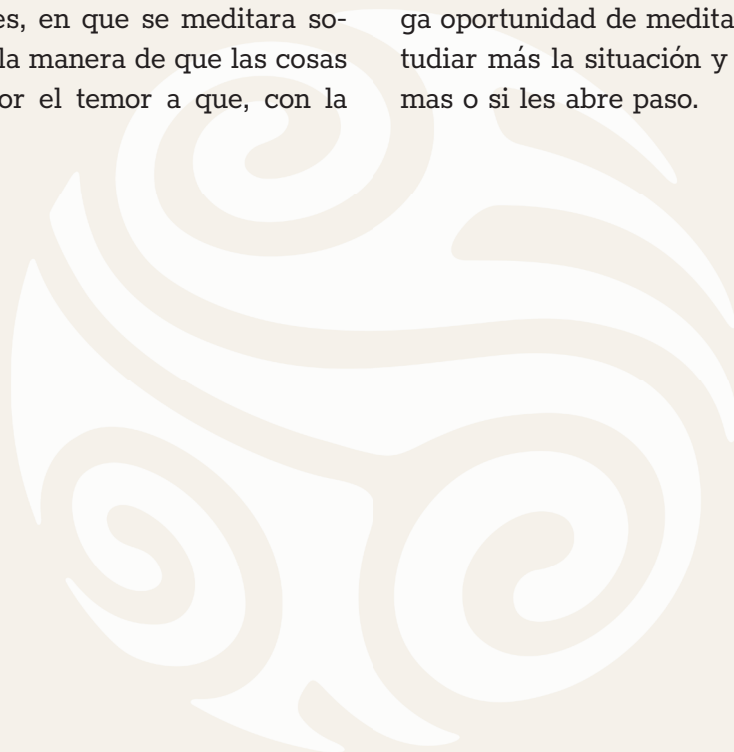 es, en que se meditara so-
la manera de que las cosas
or el temor a que, con la
ga oportunidad de medita
tudiar más la situación y
mas o si les abre paso.